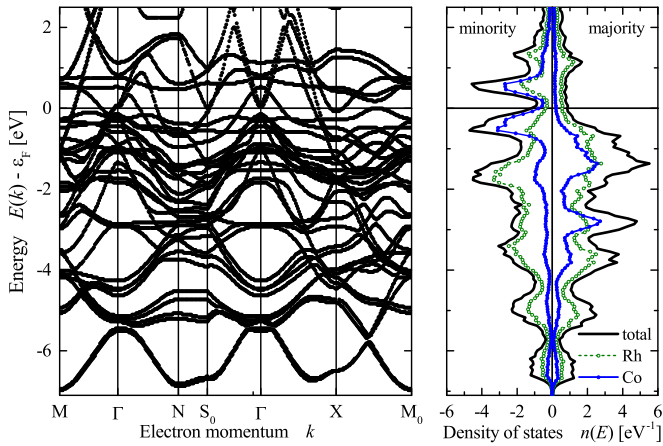 minority majority
2
0
-2
-4
-6
Energy E(k) - εF [eV]
total
Rh
Co
M Γ N S0 Γ X M0
-6 -4 -2 0 2 4 6
Electron momentum k
Density of states n(E) [eV-1]